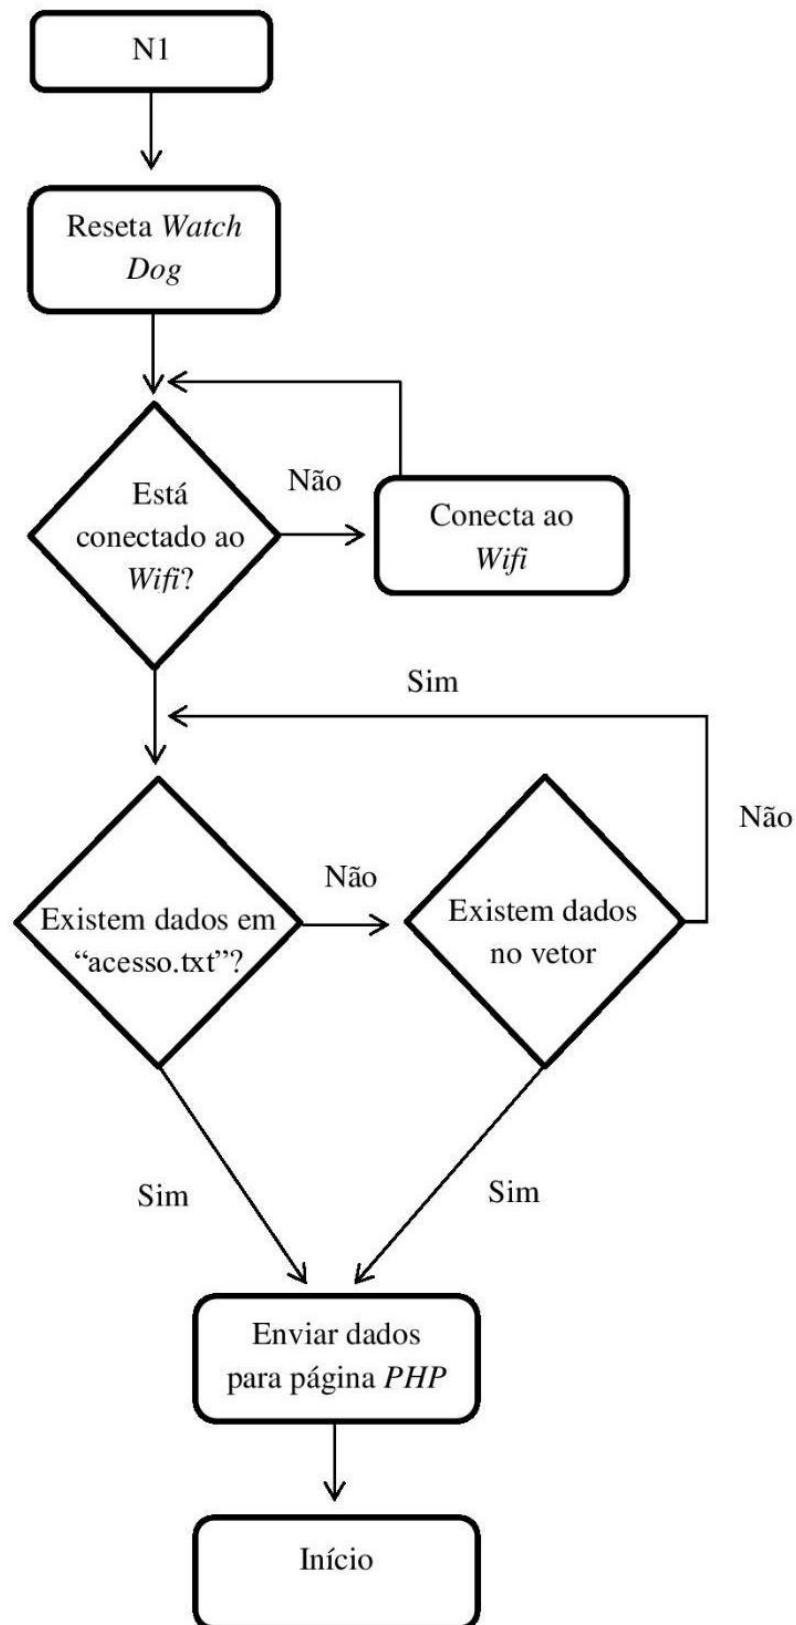 N1
Reseta Watch
Dog
Não
Está
conectado ao
Wifi?
Conecta ao
Wifi
Sim
Não
Não
Existem dados em
“acesso.txt”?
Existem dados
no vetor
Sim
Sim
Enviar dados
para página PHP
Início